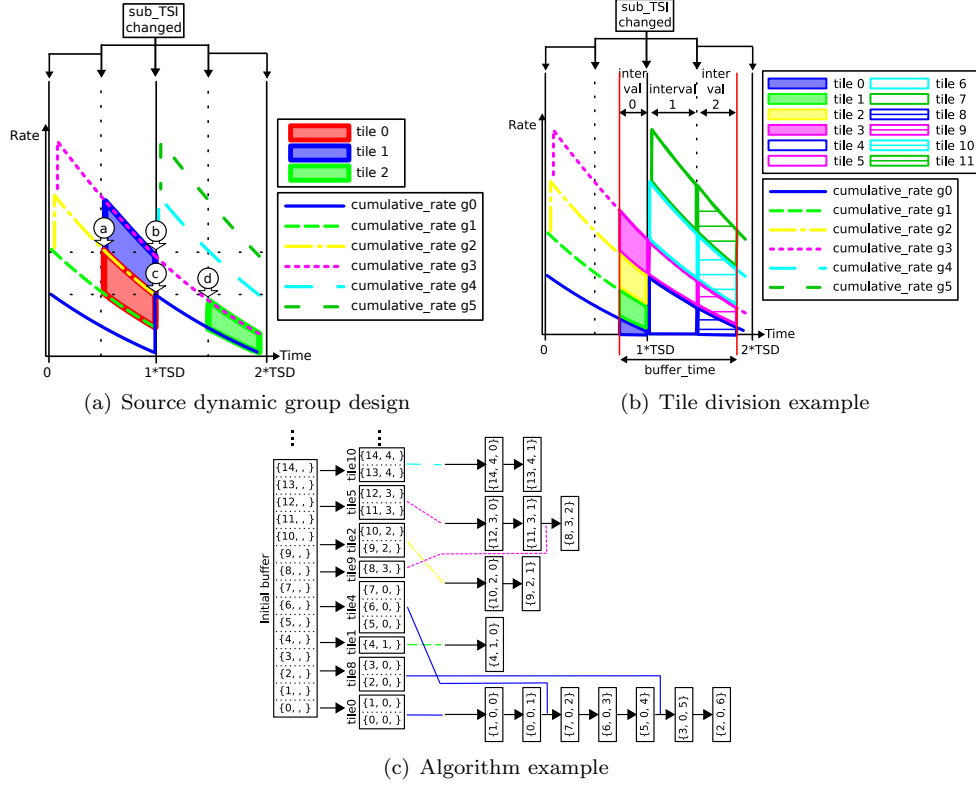 sub_TSI
changed
Rate
a
b
c
d
0
1*TSD
2*TSD
Time
tile 0
tile 1
tile 2
cumulative_rate g0
cumulative_rate g1
cumulative_rate g2
cumulative_rate g3
cumulative_rate g4
cumulative_rate g5
(a) Source dynamic group design
sub_TSI
changed
inter
val
0
interval
1
inter
val
2
Rate
0
1*TSD
2*TSD
Time
buffer_time
tile 0
tile 1
tile 2
tile 3
tile 4
tile 5
tile 6
tile 7
tile 8
tile 9
tile 10
tile 11
cumulative_rate g0
cumulative_rate g1
cumulative_rate g2
cumulative_rate g3
cumulative_rate g4
cumulative_rate g5
(b) Tile division example
Initial buffer
{14, , }
{13, , }
{12, , }
{11, , }
{10, , }
{9, , }
{8, , }
{7, , }
{6, , }
{5, , }
{4, , }
{3, , }
{2, , }
{1, , }
{0, , }
tile10
{14, 4, }
{13, 4, }
tile5
{12, 3, }
{11, 3, }
tile2
{10, 2, }
{9, 2, }
tile9
{8, 3, }
tile4
{7, 0, }
{6, 0, }
{5, 0, }
tile1
{4, 1, }
tile8
{3, 0, }
{2, 0, }
tile0
{1, 0, }
{0, 0, }
{14, 4, 0}
{13, 4, 1}
{12, 3, 0}
{11, 3, 1}
{8, 3, 2}
{10, 2, 0}
{9, 2, 1}
{4, 1, 0}
{1, 0, 0}
{0, 0, 1}
{7, 0, 2}
{6, 0, 3}
{5, 0, 4}
{3, 0, 5}
{2, 0, 6}
(c) Algorithm example